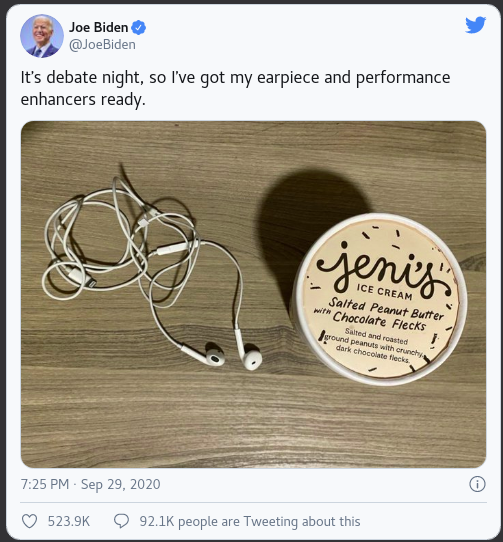 Joe Biden
@JoeBiden
It's debate night, so I've got my earpiece and performance
enhancers ready.
jeni's
ICE CREAM
Salted Peanut Butter
with Chocolate Flecks
Salted and roasted
ground peanuts with crunchy
dark chocolate flecks.
7:25 PM · Sep 29, 2020
523.9K
92.1K people are Tweeting about this